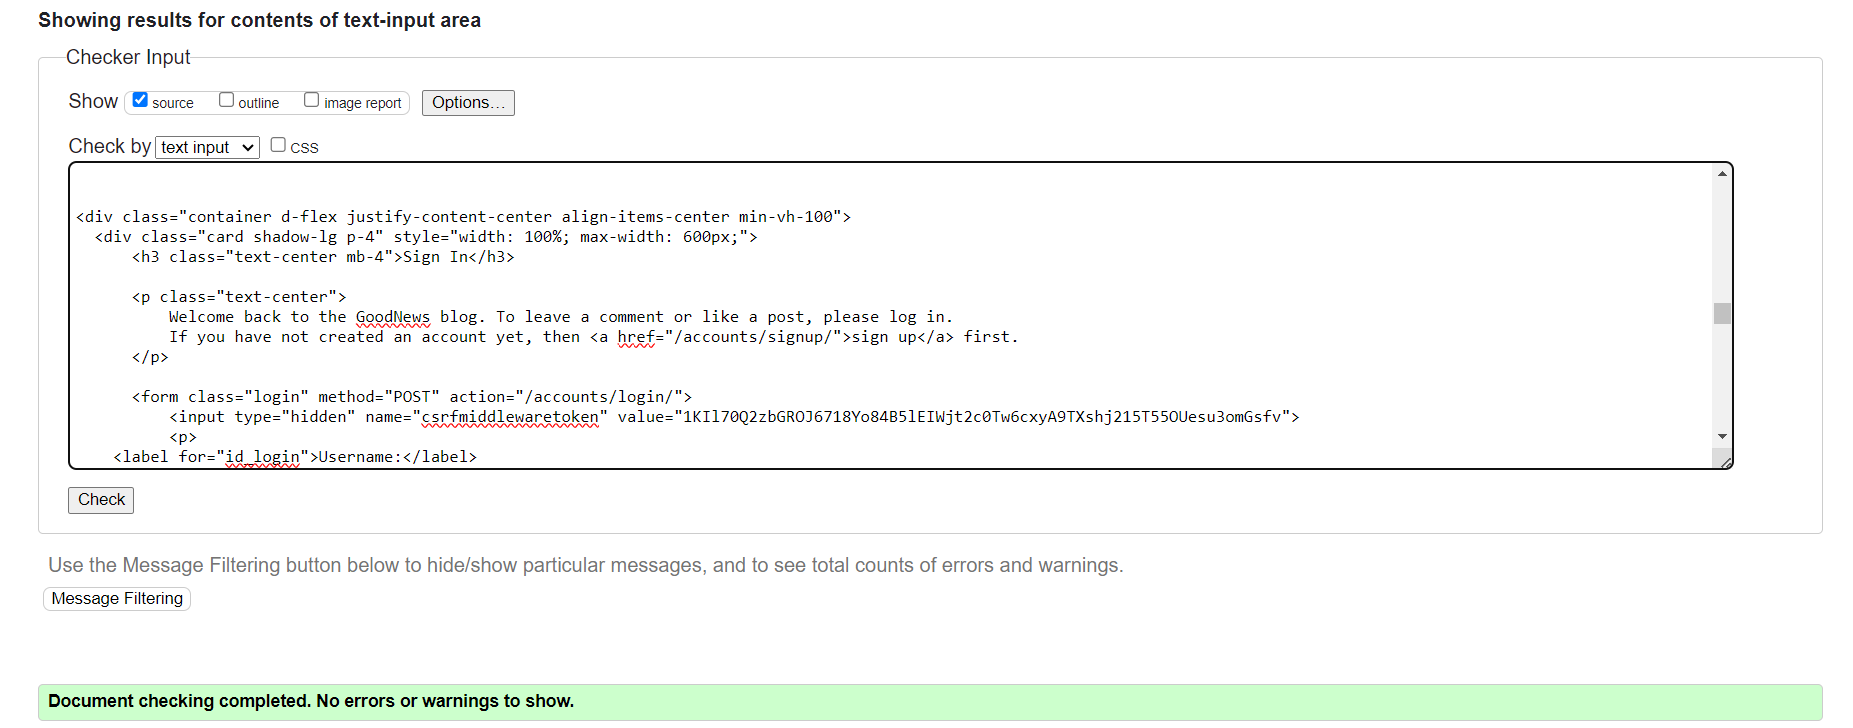 Showing results for contents of text-input area
Checker Input
Show source outline image report Options...
Check by text input CSS
<div class="container d-flex justify-content-center align-items-center min-vh-100">
<div class="card shadow-lg p-4" style="width: 100%; max-width: 600px;">
<h3 class="text-center mb-4">Sign In</h3>
<p class="text-center">
Welcome back to the GoodNews blog. To leave a comment or like a post, please log in.
If you have not created an account yet, then <a href="/accounts/signup/">sign up</a> first.
</p>
<form class="login" method="POST" action="/accounts/login/">
<input type="hidden" name="csrfmiddlewaretoken" value="1KIl70Q2zbGROJ6718Yo84B5lEIWjt2c0Tw6cxyA9TXshj215T55OUesu3omGsfv">
<p>
<label for="id_login">Username:</label>
Check
Use the Message Filtering button below to hide/show particular messages, and to see total counts of errors and warnings.
Message Filtering
Document checking completed. No errors or warnings to show.